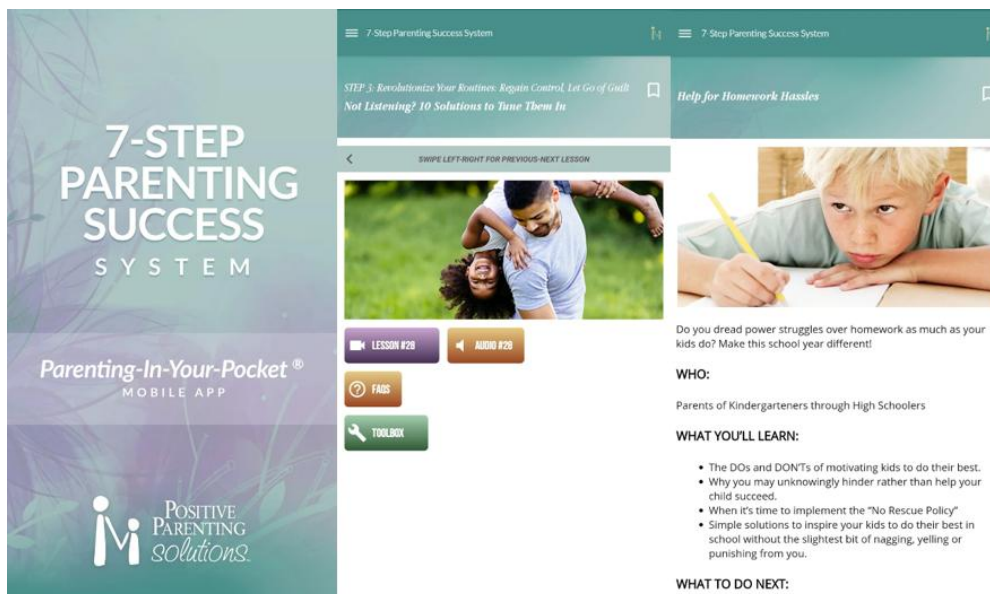 7-STEP
PARENTING
SUCCESS
SYSTEM
Parenting-In-Your-Pocket ®
MOBILE APP
POSITIVE
PARENTING
solutions
7-Step Parenting Success System
STEP 3: Revolutionize Your Routines: Regain Control, Let Go of Guilt
Not Listening? 10 Solutions to Tune Them In
SWIPE LEFT-RIGHT FOR PREVIOUS-NEXT LESSON
LESSON #28
AUDIO #28
FAQS
TOOLBOX
7-Step Parenting Success System
Help for Homework Hassles
Do you dread power struggles over homework as much as your
kids do? Make this school year different!
WHO:
Parents of Kindergarteners through High Schoolers
WHAT YOU'LL LEARN:
• The DOs and DON'Ts of motivating kids to do their best.
• Why you may unknowingly hinder rather than help your
child succeed.
• When it's time to implement the "No Rescue Policy"
• Simple solutions to inspire your kids to do their best in
school without the slightest bit of nagging, yelling or
punishing from you.
WHAT TO DO NEXT: